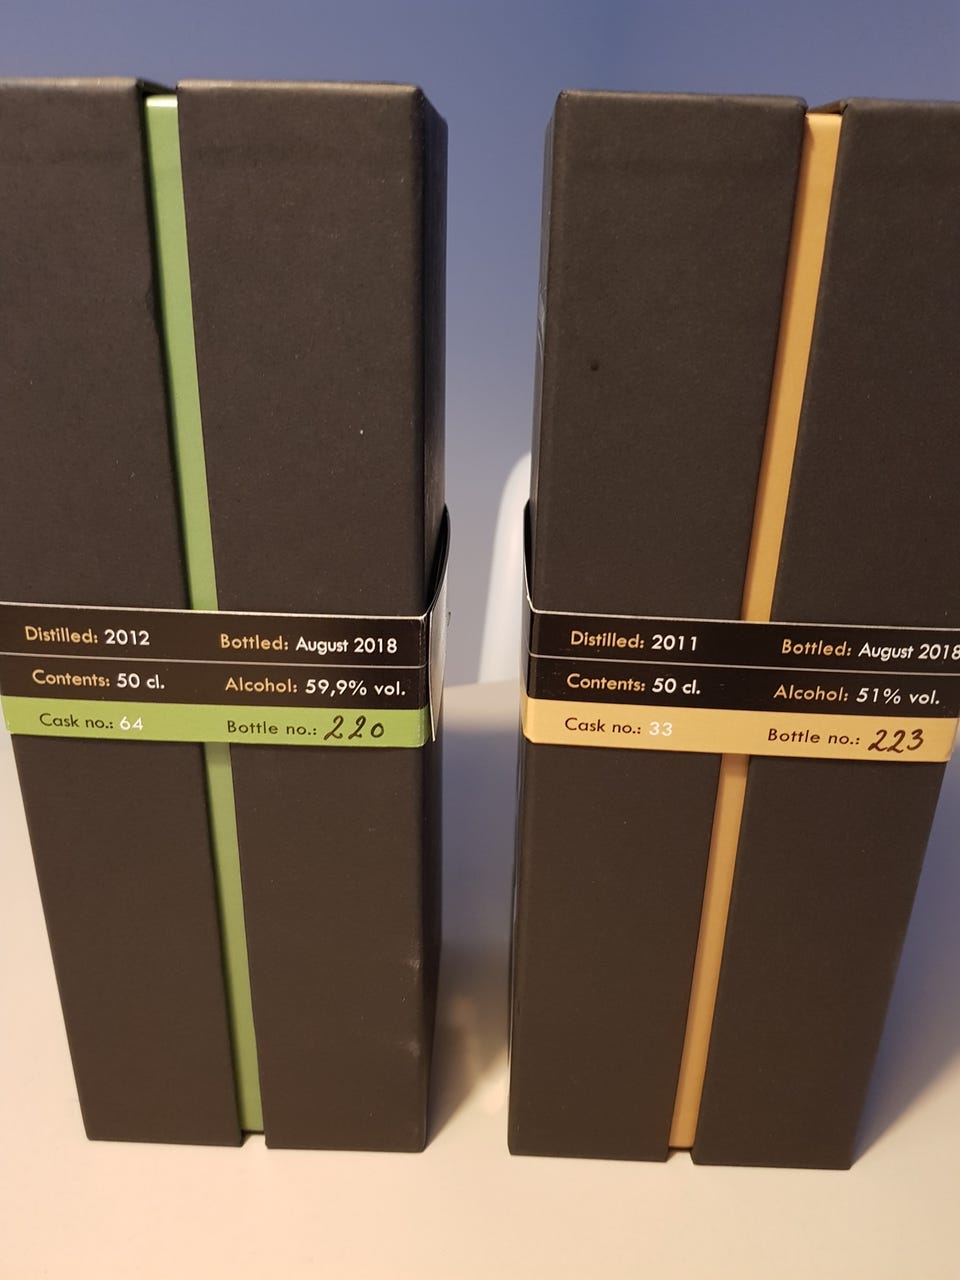 Distilled: 2012 Bottled: August 2018
Contents: 50 cl. Alcohol: 59,9% vol.
Cask no.: 64 Bottle no.: 220
Distilled: 2011 Bottled: August 2018
Contents: 50 cl. Alcohol: 51% vol.
Cask no.: 33 Bottle no.: 223